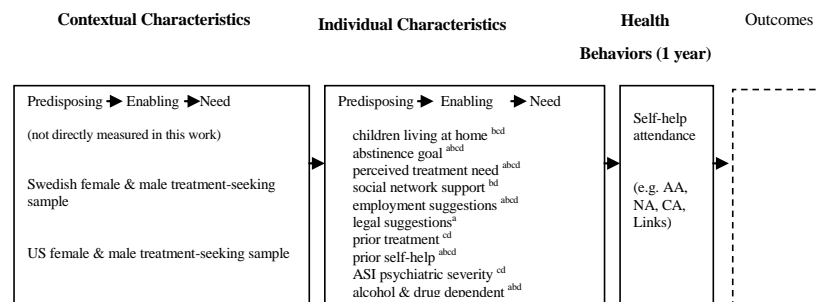 Contextual Characteristics
Individual Characteristics
Health
Behaviors (1 year)
Outcomes
Predisposing Enabling Need
(not directly measured in this work)
Swedish female & male treatment-seeking
sample
US female & male treatment-seeking sample
Predisposing Enabling Need
children living at home bcd
abstinence goal abcd
perceived treatment need abcd
social network support bd
employment suggestions abcd
legal suggestions a
prior treatment cd
prior self-help abcd
ASI psychiatric severity cd
alcohol & drug dependent abd
Self-help
attendance
(e.g. AA,
NA, CA,
Links)